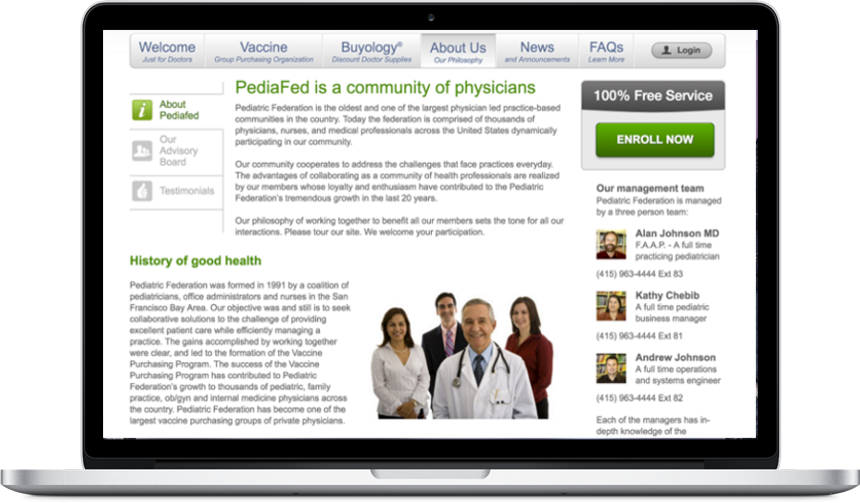 Welcome
Just for Doctors
Vaccine
Group Purchasing Organization
Buyology®
Discount Doctor Supplies
About Us
Our Philosophy
News
and Announcements
FAQs
Learn More
Login
About
Pediafed
Our
Advisory
Board
Testimonials
PediaFed is a community of physicians
Pediatric Federation is the oldest and one of the largest physician led practice-based
communities in the country. Today the federation is comprised of thousands of
physicians, nurses, and medical professionals across the United States dynamically
participating in our community.
Our community cooperates to address the challenges that face practices everyday.
The advantages of collaborating as a community of health professionals are realized
by our members whose loyalty and enthusiasm have contributed to the Pediatric
Federation's tremendous growth in the last 20 years.
Our philosophy of working together to benefit all our members sets the tone for all our
interactions. Please tour our site. We welcome your participation.
History of good health
Pediatric Federation was formed in 1991 by a coalition of
pediatricians, office administrators and nurses in the San
Francisco Bay Area. Our objective was and still is to seek
collaborative solutions to the challenge of providing
excellent patient care while efficiently managing a
practice. The gains accomplished by working together
were clear, and led to the formation of the Vaccine
Purchasing Program. The success of the Vaccine
Purchasing Program has contributed to Pediatric
Federation's growth to thousands of pediatric, family
practice, ob/gyn and internal medicine physicians across
the country. Pediatric Federation has become one of the
largest vaccine purchasing groups of private physicians.
100% Free Service
ENROLL NOW
Our management team
Pediatric Federation is managed
by a three person team:
Alan Johnson MD
F.A.A.P. - A full time
practicing pediatrician
(415) 963-4444 Ext 83
Kathy Chebib
A full time pediatric
business manager
(415) 963-4444 Ext 81
Andrew Johnson
A full time operations
and systems engineer
(415) 963-4444 Ext 82
Each of the managers has in-
depth knowledge of the